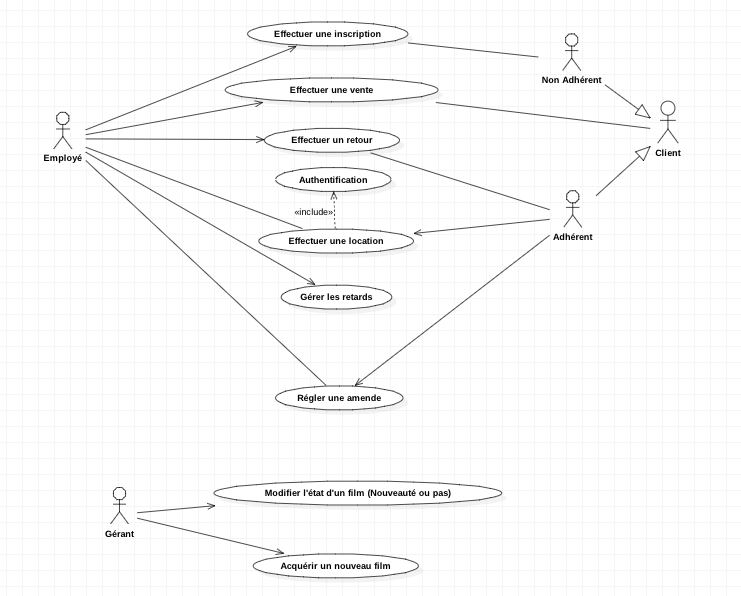 Effectuer une inscription
Non Adhérent
Effectuer une vente
Employé
Effectuer un retour
Client
Authentification
«include»
Adhérent
Effectuer une location
Gérer les retards
Régler une amende
Modifier l'état d'un film (Nouveauté ou pas)
Gérant
Acquérir un nouveau film